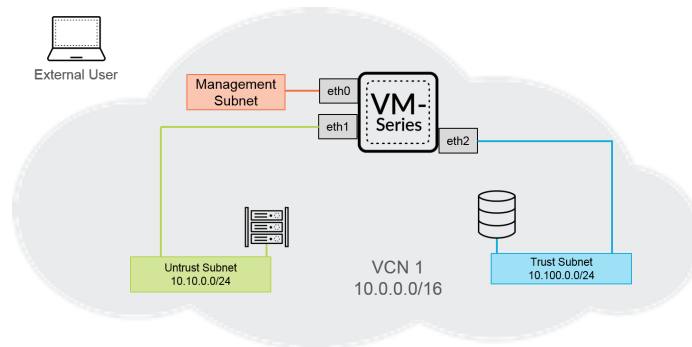 External User
Management
Subnet
eth0
VM-
Series
eth1
eth2
Untrust Subnet
10.10.0.0/24
VCN 1
10.0.0.0/16
Trust Subnet
10.100.0.0/24